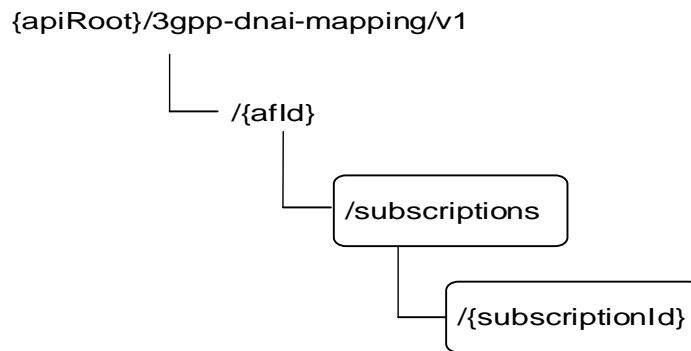 {apiRoot}/3gpp-dnai-mapping/v1
/{afId}
/subscriptions
/{subscriptionId}